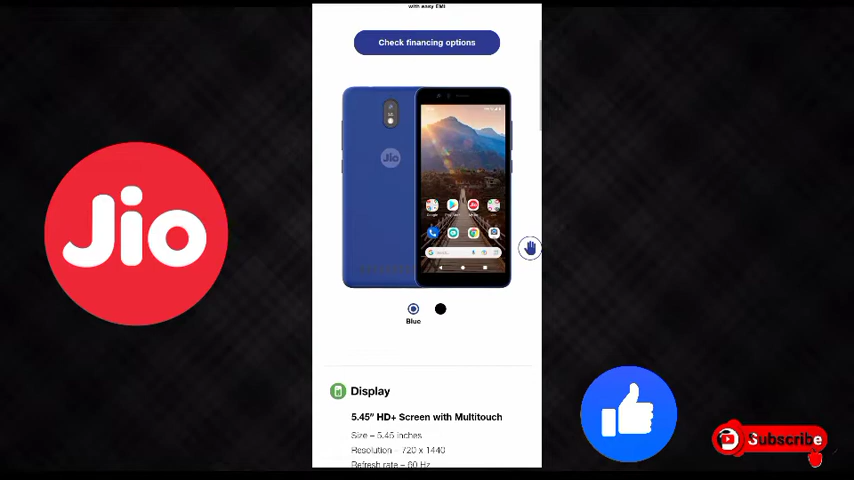 with easy EMI
Check financing options
Jio
Jio
Blue
Display
5.45" HD+ Screen with Multitouch
Size – 5.45 Inches
Resolution – 720 x 1440
Refresh rate – 60 Hz
Subscribe